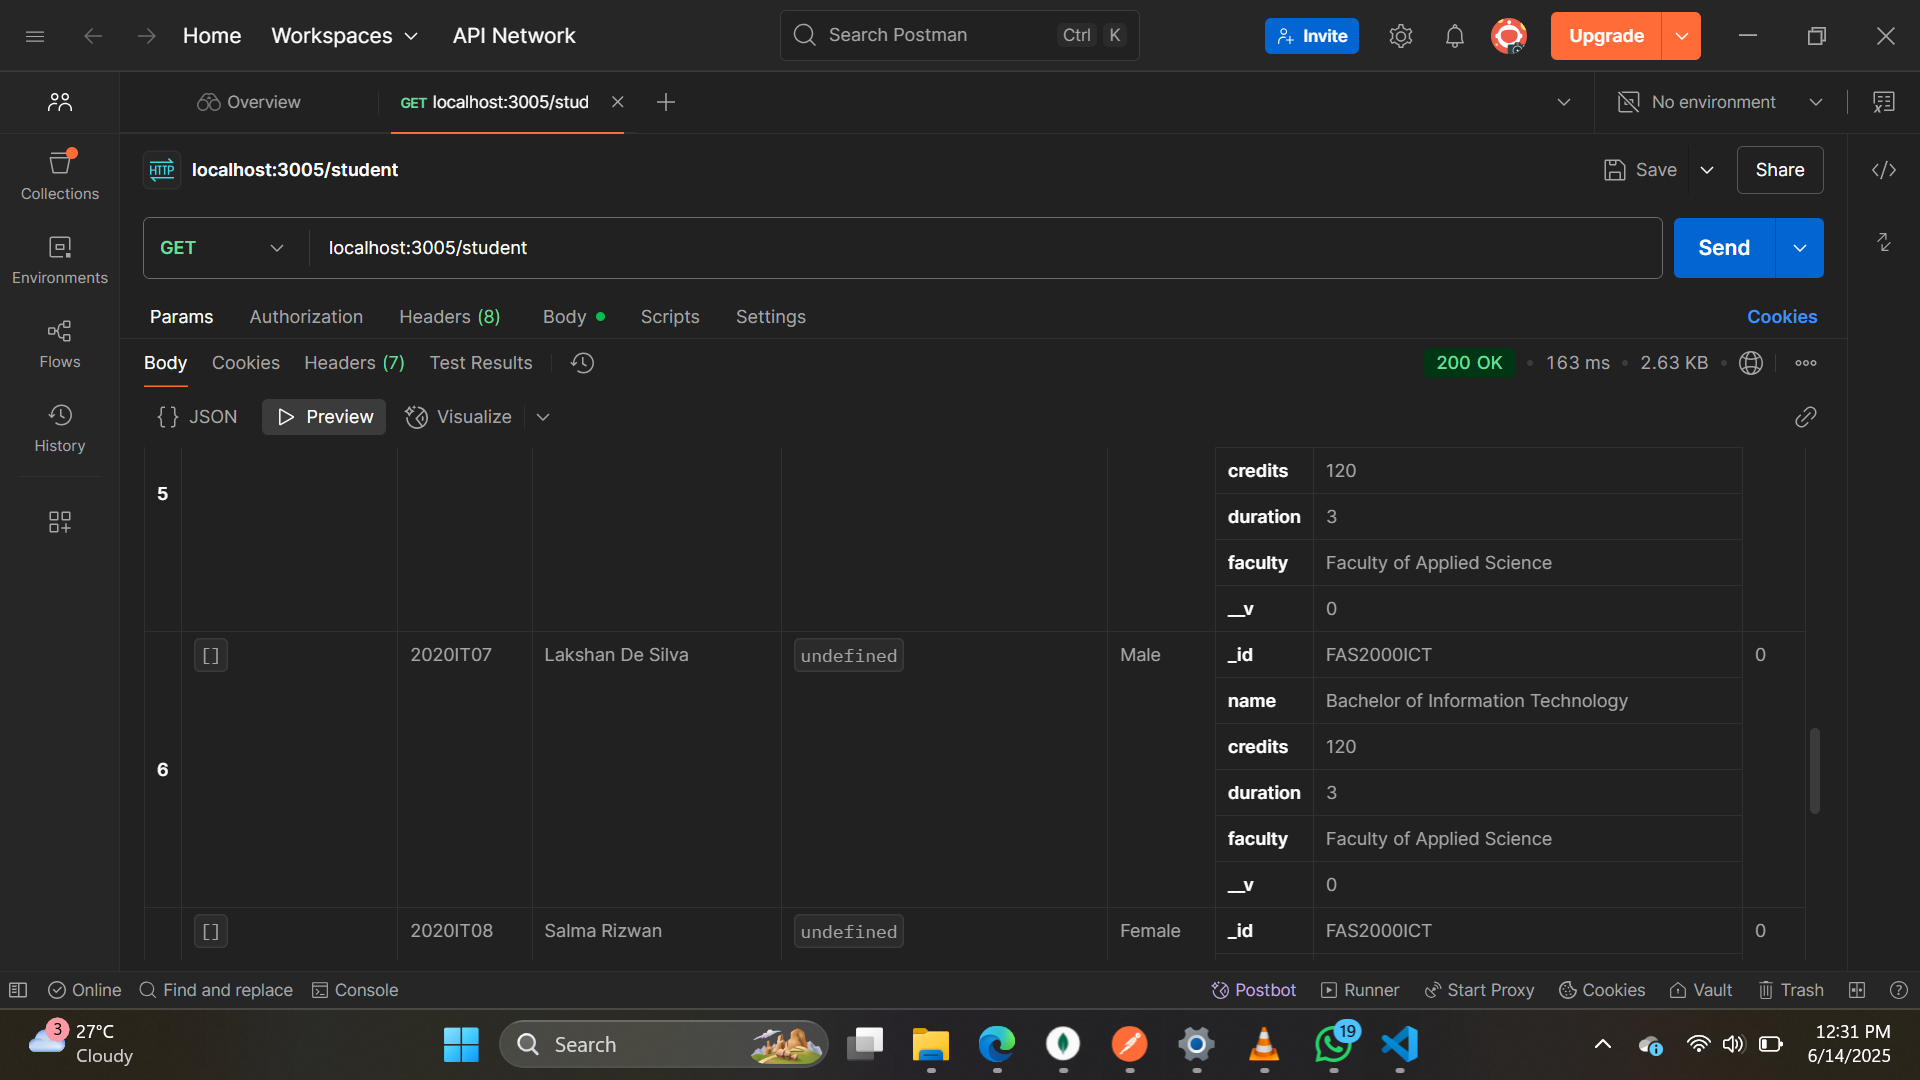 Home Workspaces API Network Search Postman Ctrl K Invite Upgrade
Overview GET localhost:3005/stud No environment
HTTP localhost:3005/student Save Share
Collections
GET localhost:3005/student Send
Environments
Params Authorization Headers (8) Body Scripts Settings Cookies
Flows
Body Cookies Headers (7) Test Results 200 OK 163 ms 2.63 KB
{} JSON Preview Visualize
History
5 credits 120
duration 3
faculty Faculty of Applied Science
__v 0
[] 2020IT07 Lakshan De Silva undefined Male _id FAS2000ICT 0
name Bachelor of Information Technology
credits 120
6
duration 3
faculty Faculty of Applied Science
__v 0
[] 2020IT08 Salma Rizwan undefined Female _id FAS2000ICT 0
Online Find and replace Console Postbot Runner Start Proxy Cookies Vault Trash
3 27°C
Cloudy
Search
19
12:31 PM
6/14/2025